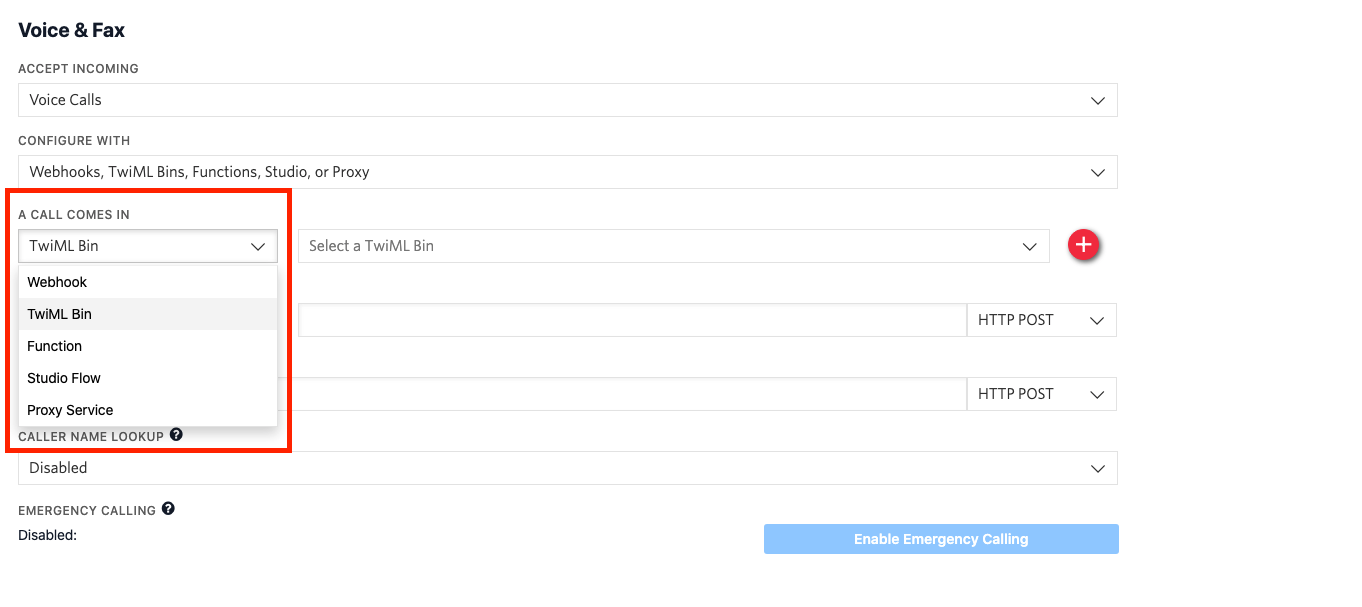 Voice & Fax
ACCEPT INCOMING
Voice Calls
CONFIGURE WITH
Webhooks, TwiML Bins, Functions, Studio, or Proxy
A CALL COMES IN
TwiML Bin
Select a TwiML Bin
Webhook
TwiML Bin
HTTP POST
Function
Studio Flow
HTTP POST
Proxy Service
CALLER NAME LOOKUP ?
Disabled
EMERGENCY CALLING ?
Disabled:
Enable Emergency Calling